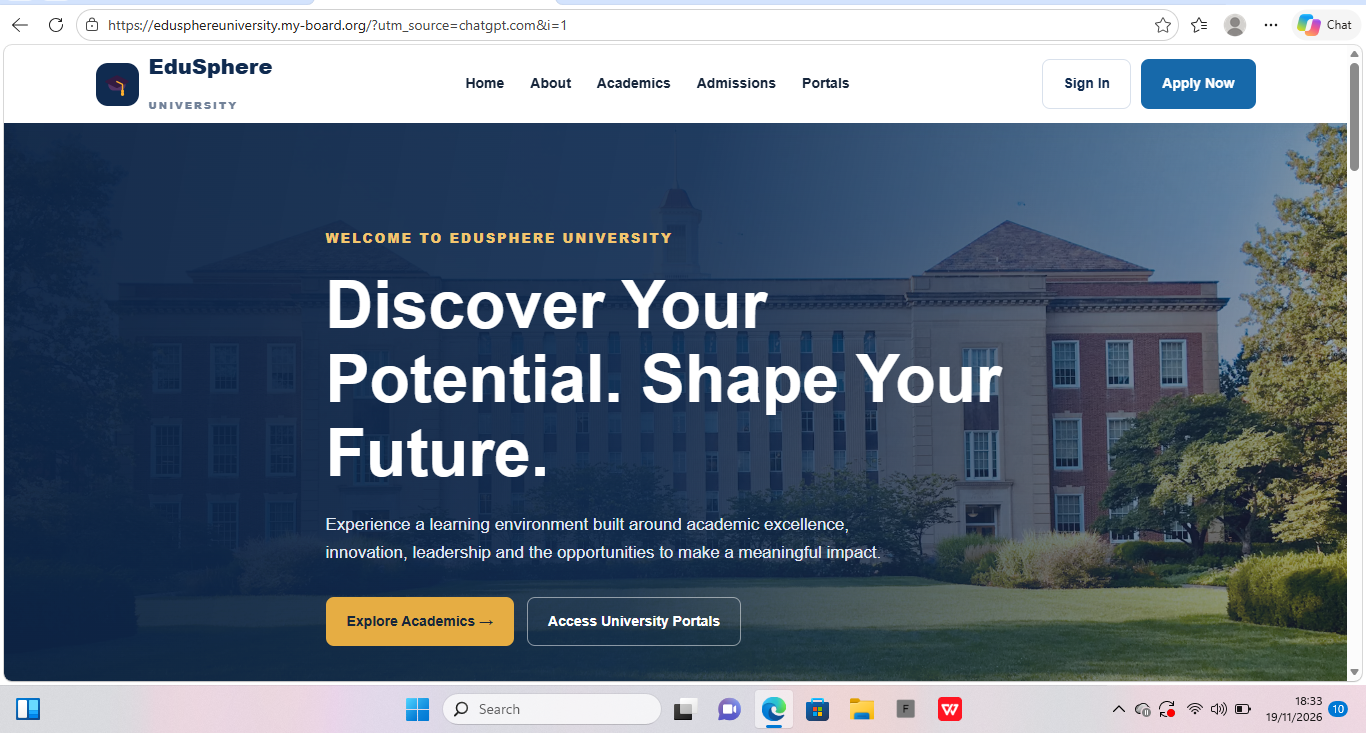 https://edusphereuniversity.my-board.org/?utm_source=chatgpt.com&i=1
Chat
EduSphere
UNIVERSITY
Home About Academics Admissions Portals
Sign In
Apply Now
WELCOME TO EDUSPHERE UNIVERSITY
Discover Your
Potential. Shape Your
Future.
Experience a learning environment built around academic excellence,
innovation, leadership and the opportunities to make a meaningful impact.
Explore Academics →
Access University Portals
Search
F
W
18:33
19/11/2026
10